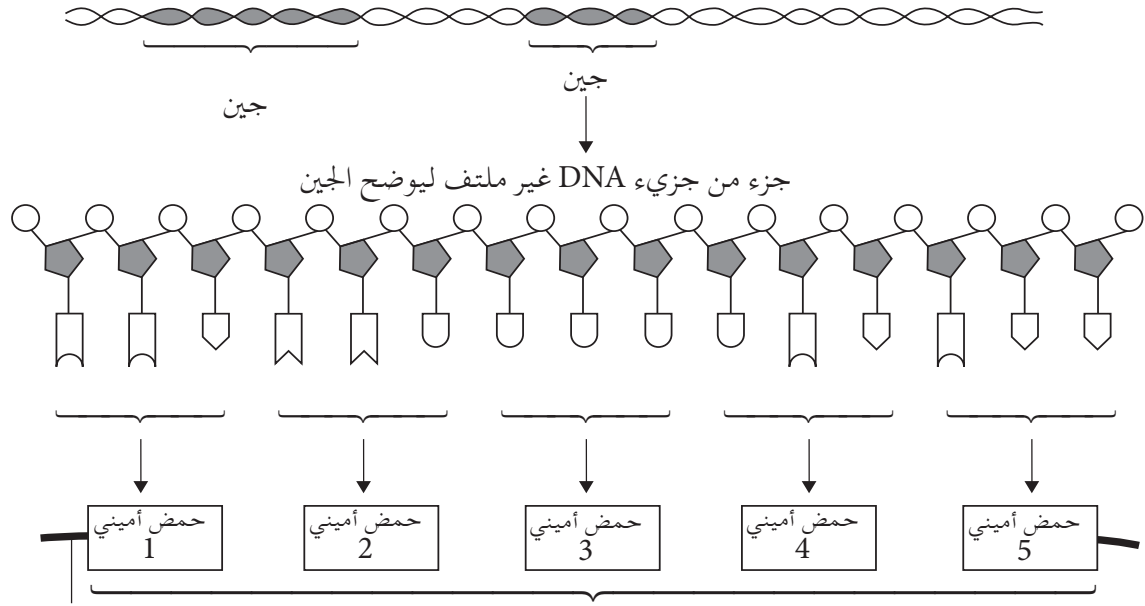 جين
جين
جزء من جزيء DNA غير ملتف ليوضح الجين
حمض أميني
1
حمض أميني
2
حمض أميني
3
حمض أميني
4
حمض أميني
5